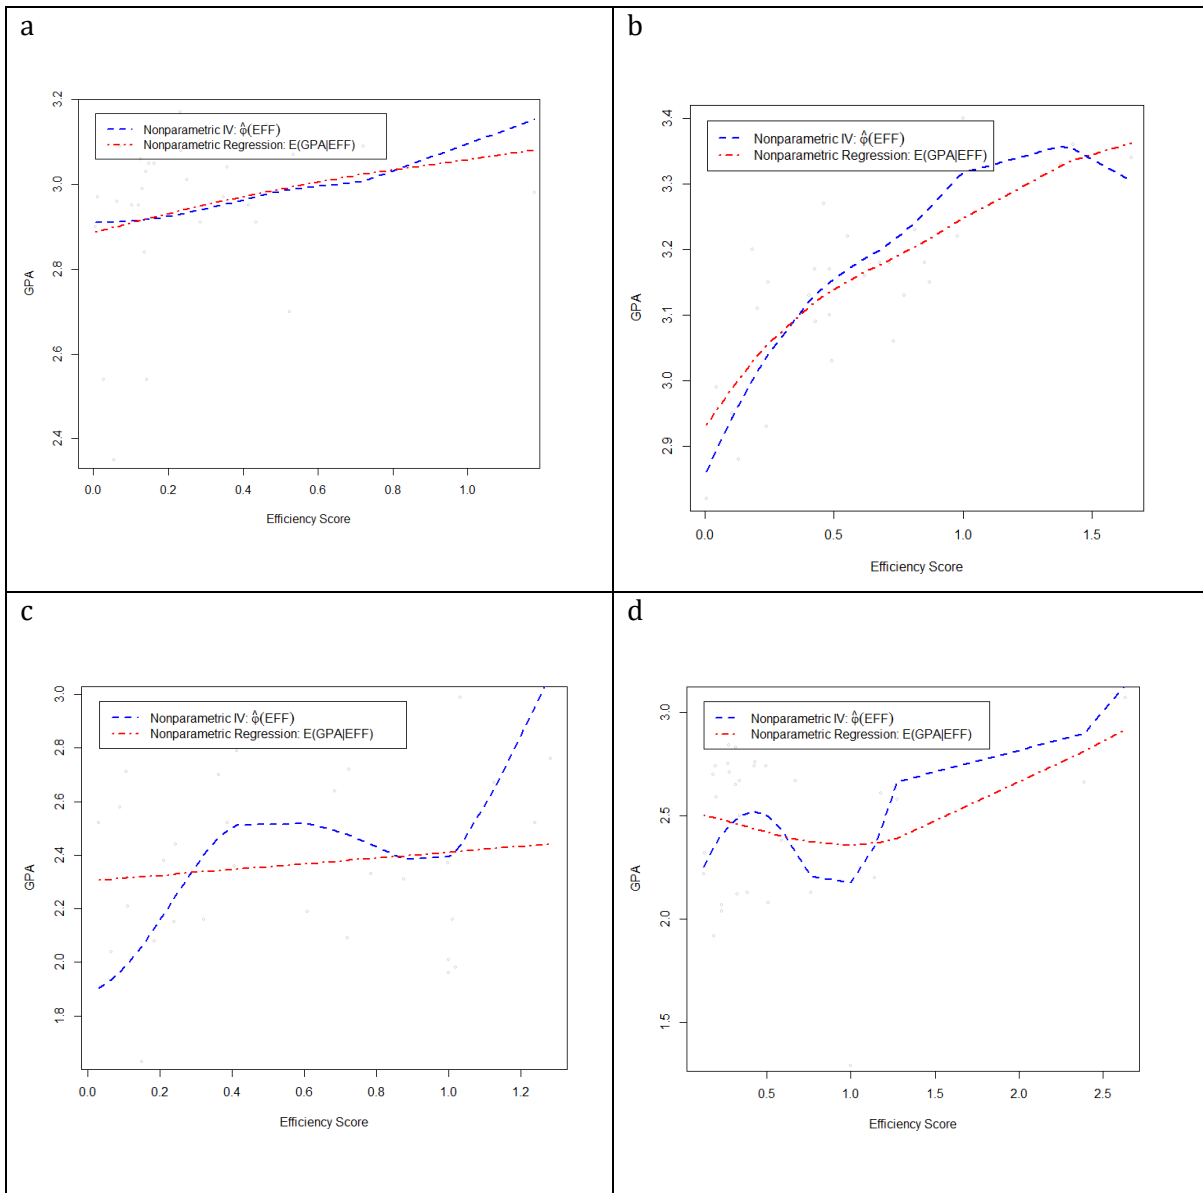 a
Nonparametric IV: φ̂(EFF)
Nonparametric Regression: E(GPA|EFF)
GPA
3.2
3.0
2.8
2.6
2.4
0.0 0.2 0.4 0.6 0.8 1.0
Efficiency Score
b
Nonparametric IV: φ̂(EFF)
Nonparametric Regression: E(GPA|EFF)
GPA
3.4
3.3
3.2
3.1
3.0
2.9
0.0 0.5 1.0 1.5
Efficiency Score
c
Nonparametric IV: φ̂(EFF)
Nonparametric Regression: E(GPA|EFF)
GPA
3.0
2.8
2.6
2.4
2.2
2.0
1.8
0.0 0.2 0.4 0.6 0.8 1.0 1.2
Efficiency Score
d
Nonparametric IV: φ̂(EFF)
Nonparametric Regression: E(GPA|EFF)
GPA
3.0
2.5
2.0
1.5
0.5 1.0 1.5 2.0 2.5
Efficiency Score